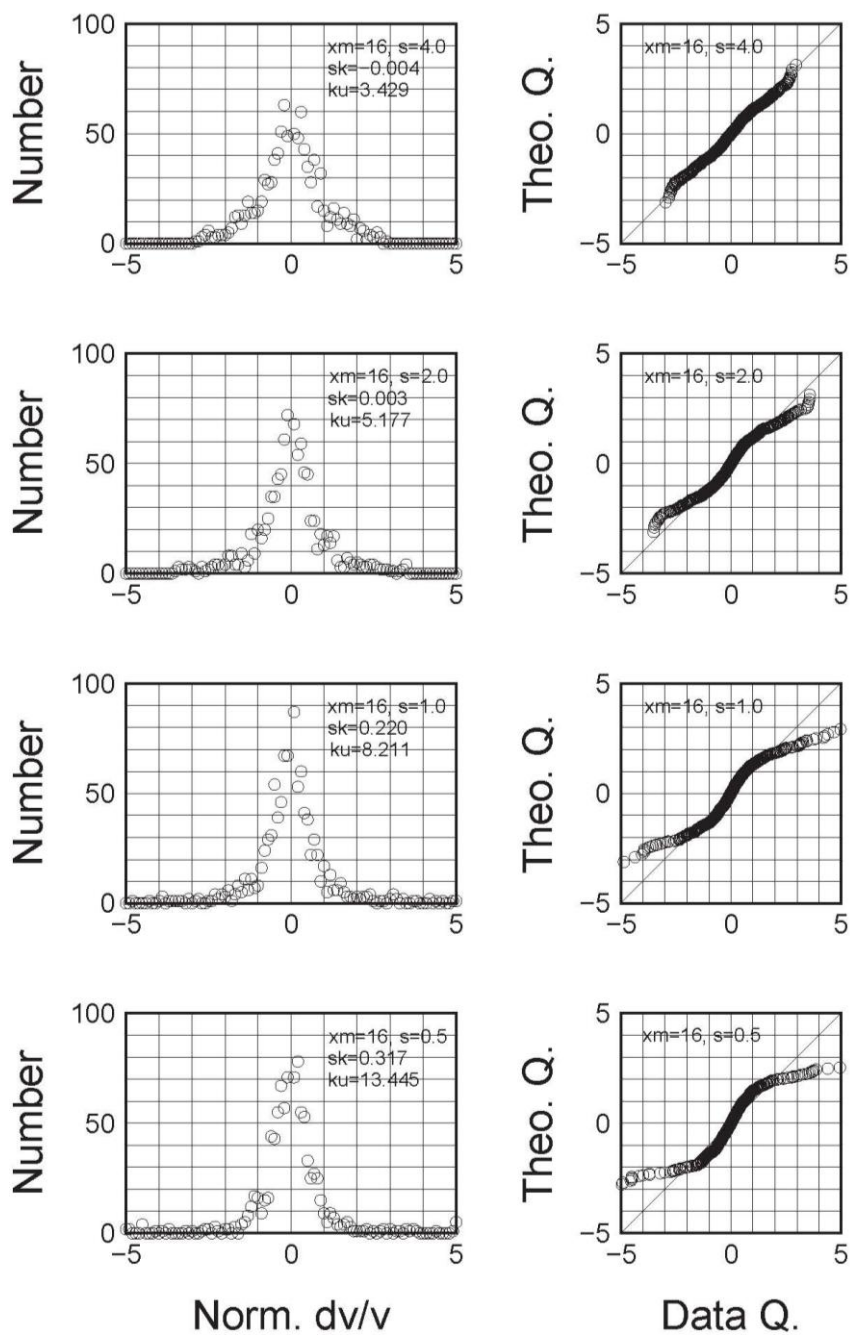 100
Number
50
0
−5
0
5
xm=16, s=4.0
sk=−0.004
ku=3.429
5
Theo. Q.
0
−5
−5
0
5
xm=16, s=4.0
100
Number
50
0
−5
0
5
xm=16, s=2.0
sk=0.003
ku=5.177
5
Theo. Q.
0
−5
−5
0
5
xm=16, s=2.0
100
Number
50
0
−5
0
5
xm=16, s=1.0
sk=0.220
ku=8.211
5
Theo. Q.
0
−5
−5
0
5
xm=16, s=1.0
100
Number
50
0
−5
0
5
xm=16, s=0.5
sk=0.317
ku=13.445
5
Theo. Q.
0
−5
−5
0
5
xm=16, s=0.5
Norm. dv/v
Data Q.